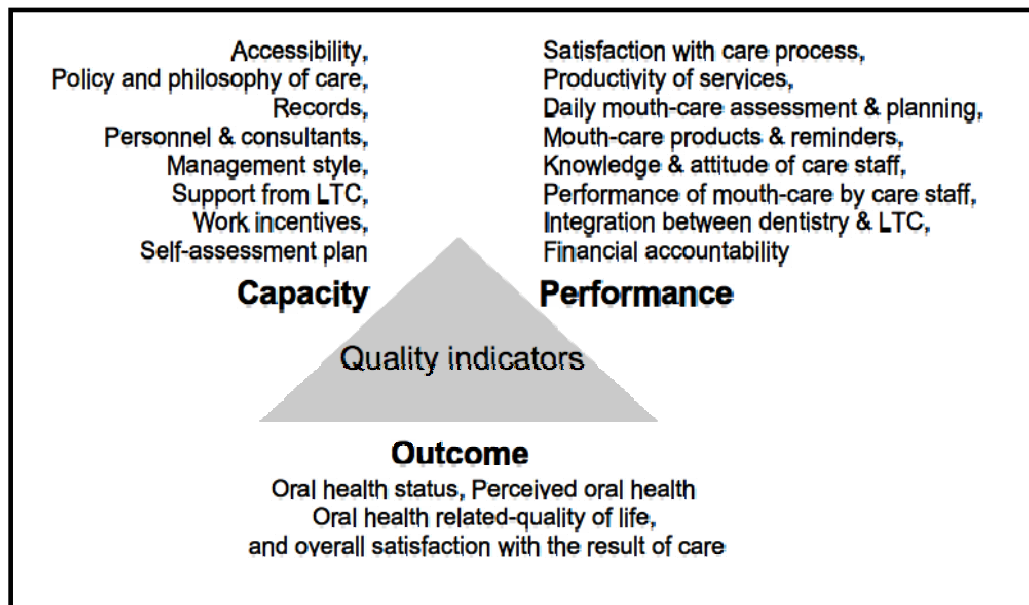 Accessibility,
Policy and philosophy of care,
Records,
Personnel & consultants,
Management style,
Support from LTC,
Work incentives,
Self-assessment plan
Capacity
Satisfaction with care process,
Productivity of services,
Daily mouth-care assessment & planning,
Mouth-care products & reminders,
Knowledge & attitude of care staff,
Performance of mouth-care by care staff,
Integration between dentistry & LTC,
Financial accountability
Performance
Quality indicators
Outcome
Oral health status, Perceived oral health
Oral health related-quality of life,
and overall satisfaction with the result of care